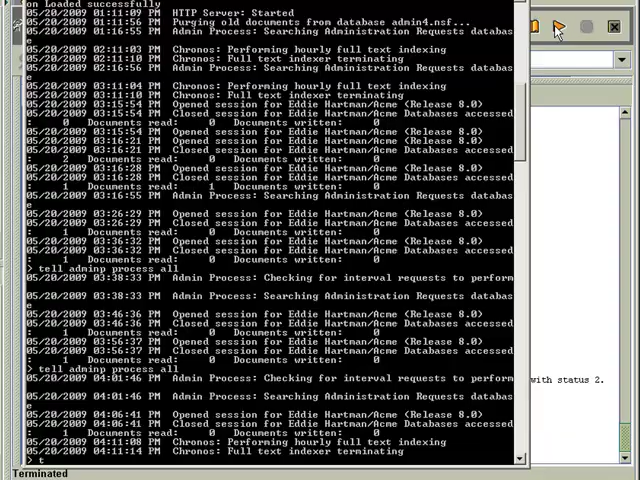 on Loaded successfully
05/20/2009 01:11:09 PM  HTTP Server: Started
05/20/2009 01:11:56 PM  Purging old documents from database admin4.nsf...
05/20/2009 01:16:55 PM  Admin Process: Searching Administration Requests databas
e
05/20/2009 02:11:03 PM  Chronos: Performing hourly full text indexing
05/20/2009 02:11:10 PM  Chronos: Full text indexer terminating
05/20/2009 02:16:56 PM  Admin Process: Searching Administration Requests databas
e
05/20/2009 03:11:04 PM  Chronos: Performing hourly full text indexing
05/20/2009 03:11:10 PM  Chronos: Full text indexer terminating
05/20/2009 03:15:54 PM  Opened session for Eddie Hartman/Acme (Release 8.0)
05/20/2009 03:15:54 PM  Closed session for Eddie Hartman/Acme Databases accessed
:    0   Documents read:    0   Documents written:    0
05/20/2009 03:15:54 PM  Opened session for Eddie Hartman/Acme (Release 8.0)
05/20/2009 03:16:21 PM  Opened session for Eddie Hartman/Acme (Release 8.0)
05/20/2009 03:16:21 PM  Closed session for Eddie Hartman/Acme Databases accessed
:    2   Documents read:    0   Documents written:    0
05/20/2009 03:16:28 PM  Opened session for Eddie Hartman/Acme (Release 8.0)
05/20/2009 03:16:28 PM  Closed session for Eddie Hartman/Acme Databases accessed
:    1   Documents read:    1   Documents written:    0
05/20/2009 03:16:55 PM  Admin Process: Searching Administration Requests databas
e
05/20/2009 03:26:29 PM  Opened session for Eddie Hartman/Acme (Release 8.0)
05/20/2009 03:26:29 PM  Closed session for Eddie Hartman/Acme Databases accessed
:    1   Documents read:    0   Documents written:    0
05/20/2009 03:36:32 PM  Opened session for Eddie Hartman/Acme (Release 8.0)
05/20/2009 03:36:32 PM  Closed session for Eddie Hartman/Acme Databases accessed
:    1   Documents read:    0   Documents written:    0
> tell adminp process all
05/20/2009 03:38:33 PM  Admin Process: Checking for interval requests to perform
05/20/2009 03:38:33 PM  Admin Process: Searching Administration Requests databas
e
05/20/2009 03:46:36 PM  Opened session for Eddie Hartman/Acme (Release 8.0)
05/20/2009 03:46:36 PM  Closed session for Eddie Hartman/Acme Databases accessed
:    1   Documents read:    0   Documents written:    0
05/20/2009 03:56:37 PM  Opened session for Eddie Hartman/Acme (Release 8.0)
05/20/2009 03:56:37 PM  Closed session for Eddie Hartman/Acme Databases accessed
:    1   Documents read:    0   Documents written:    0
> tell adminp process all
05/20/2009 04:01:46 PM  Admin Process: Checking for interval requests to perform
05/20/2009 04:01:46 PM  Admin Process: Searching Administration Requests databas
e
05/20/2009 04:06:41 PM  Opened session for Eddie Hartman/Acme (Release 8.0)
05/20/2009 04:06:41 PM  Closed session for Eddie Hartman/Acme Databases accessed
:    1   Documents read:    0   Documents written:    0
05/20/2009 04:11:08 PM  Chronos: Performing hourly full text indexing
05/20/2009 04:11:14 PM  Chronos: Full text indexer terminating
> t
with status 2.
Terminated